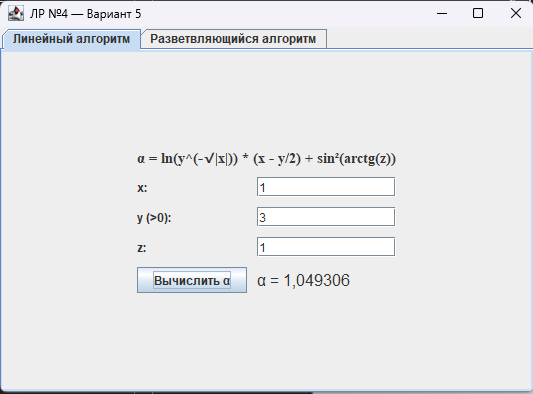 ЛР №4 — Вариант 5
Линейный алгоритм Разветвляющийся алгоритм
α = ln(y^(-√|x|)) * (x - y/2) + sin²(arctg(z))
x: 1
y (>0): 3
z: 1
Вычислить α α = 1,049306